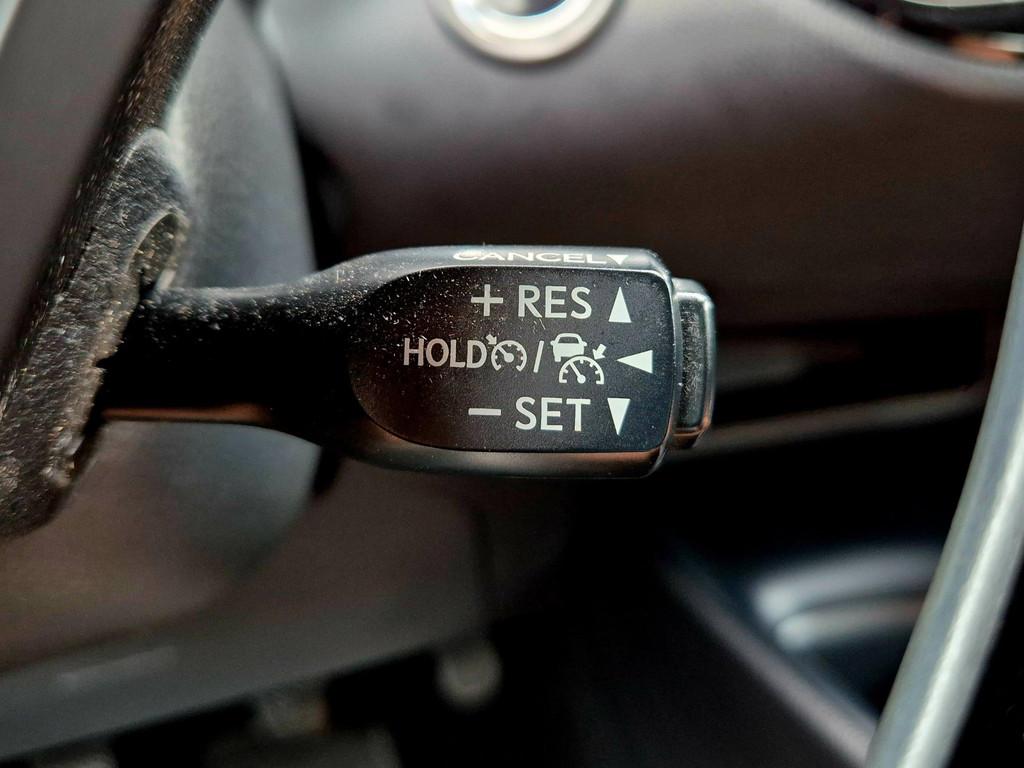 CANCEL▼
+ RES ▲
HOLD / ◀
− SET ▼